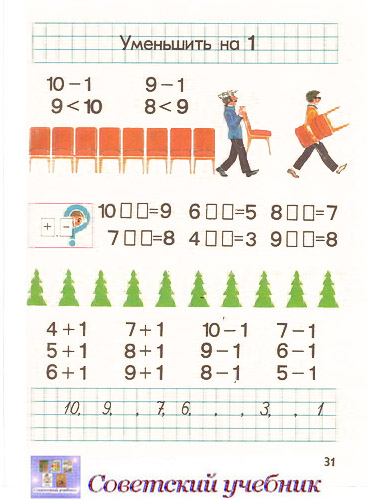 Уменьшить на 1
10 − 1 9 − 1
9 < 10 8 < 9
+ − ?
10□□=9 6□□=5 8□□=7
7□□=8 4□□=3 9□□=8
4 + 1 7 + 1 10 − 1 7 − 1
5 + 1 8 + 1 9 − 1 6 − 1
6 + 1 9 + 1 8 − 1 5 − 1
10, 9, , 7, 6, , , 3, , 1
31
Советский учебник